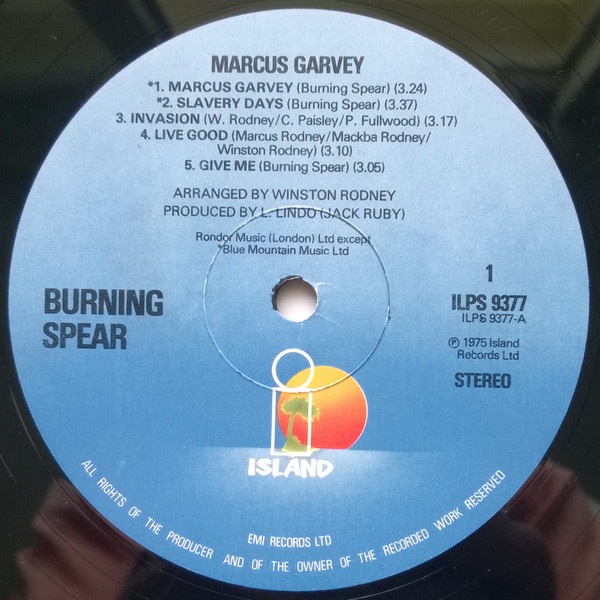 MARCUS GARVEY
*1. MARCUS GARVEY (Burning Spear) (3.24)
*2. SLAVERY DAYS (Burning Spear) (3.37)
3. INVASION (W. Rodney/C. Paisley/P. Fullwood) (3.17)
4. LIVE GOOD (Marcus Rodney/Mackba Rodney/
Winston Rodney) (3.10)
5. GIVE ME (Burning Spear) (3.05)
ARRANGED BY WINSTON RODNEY
PRODUCED BY L. LINDO (JACK RUBY)
Rondor Music (London) Ltd except
*Blue Mountain Music Ltd
BURNING
SPEAR
1
ILPS 9377
ILPS 9377-A
℗ 1975 Island
Records Ltd
STEREO
ISLAND
EMI RECORDS LTD
ALL RIGHTS OF THE PRODUCER AND OF THE OWNER OF THE RECORDED WORK RESERVED